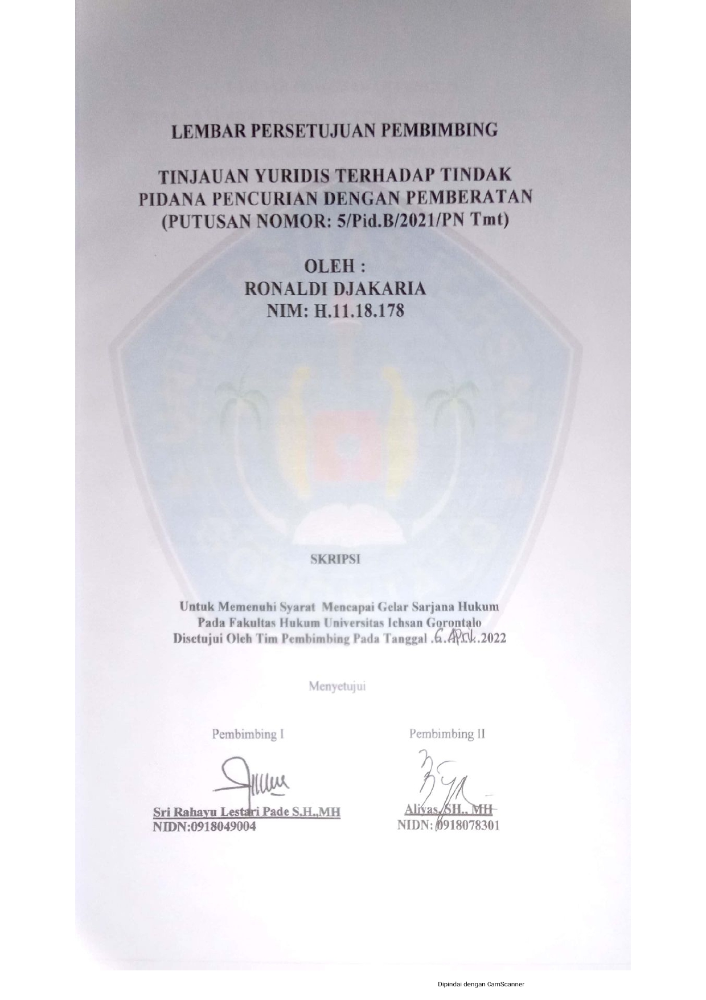 LEMBAR PERSETUJUAN PEMBIMBING
TINJAUAN YURIDIS TERHADAP TINDAK
PIDANA PENCURIAN DENGAN PEMBERATAN
(PUTUSAN NOMOR: 5/Pid.B/2021/PN Tmt)
OLEH :
RONALDI DJAKARIA
NIM: H.11.18.178
SKRIPSI
Untuk Memenuhi Syarat Mencapai Gelar Sarjana Hukum
Pada Fakultas Hukum Universitas Ichsan Gorontalo
Disetujui Oleh Tim Pembimbing Pada Tanggal .6.April..2022
Menyetujui
Pembimbing I Pembimbing II
Sri Rahayu Lestari Pade S.H.,MH Aliyas, SH., MH
NIDN:0918049004 NIDN: 0918078301
Dipindai dengan CamScanner